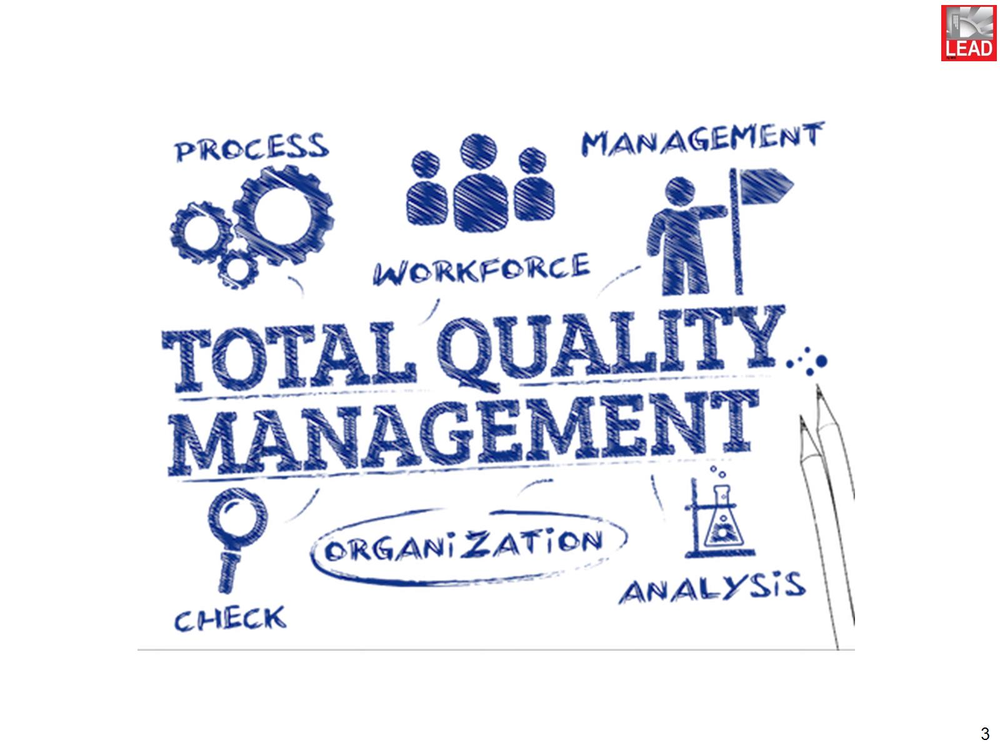 LEAD
PROCESS
MANAGEMENT
WORKFORCE
TOTAL QUALITY
MANAGEMENT
ORGANiZATiON
ANALYSiS
CHECK
3